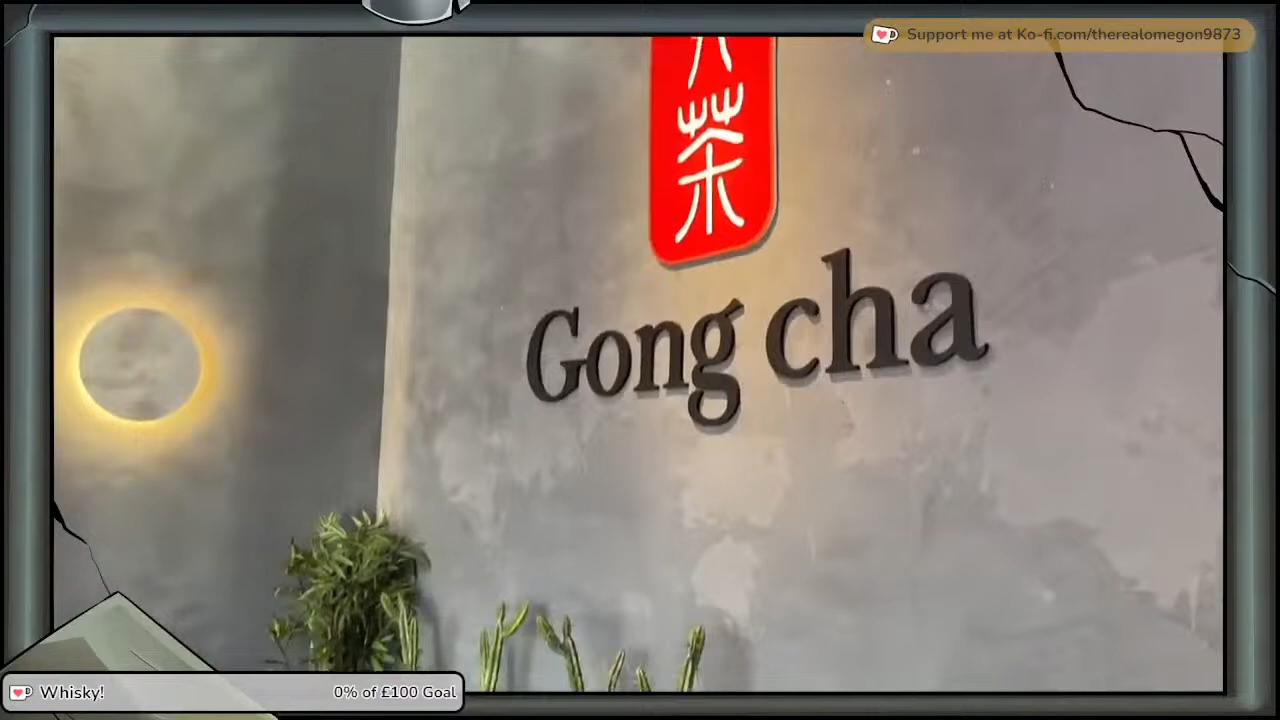 Support me at Ko-fi.com/therealomegon9873
茶
Gong cha
Whisky!
0% of £100 Goal